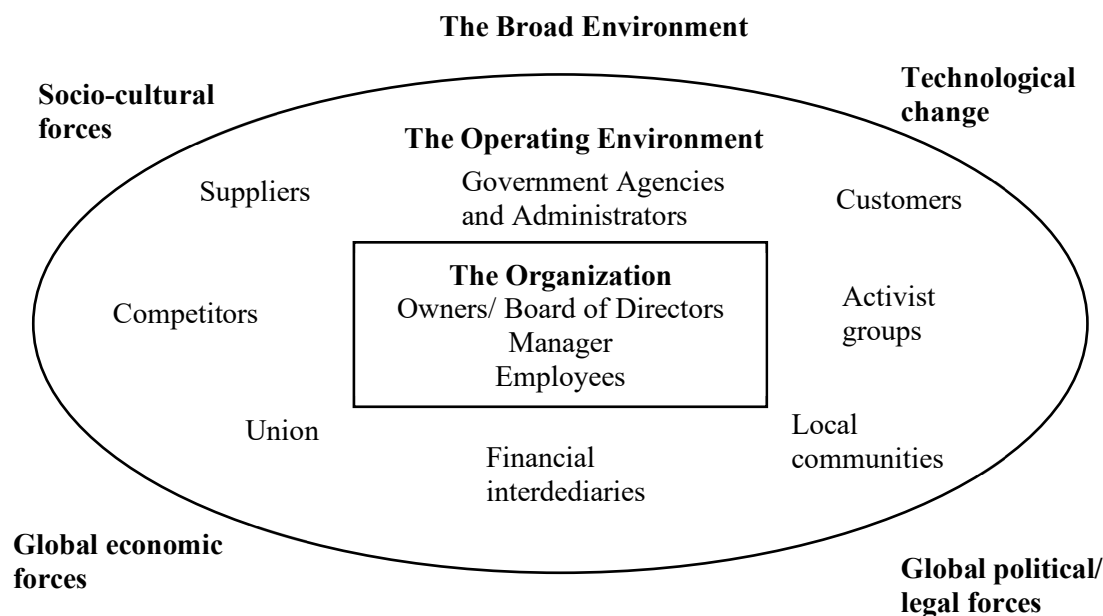 The Broad Environment
Socio-cultural
forces
Technological
change
The Operating Environment
Suppliers
Government Agencies
and Administrators
Customers
The Organization
Owners/ Board of Directors
Manager
Employees
Competitors
Activist
groups
Union
Financial
interdediaries
Local
communities
Global economic
forces
Global political/
legal forces